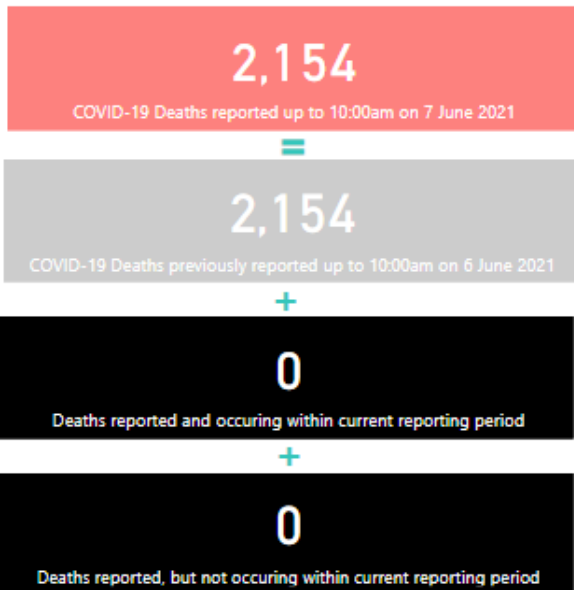 2,154
COVID-19 Deaths reported up to 10:00am on 7 June 2021
=
2,154
COVID-19 Deaths previously reported up to 10:00am on 6 June 2021
+
0
Deaths reported and occuring within current reporting period
+
0
Deaths reported, but not occuring within current reporting period